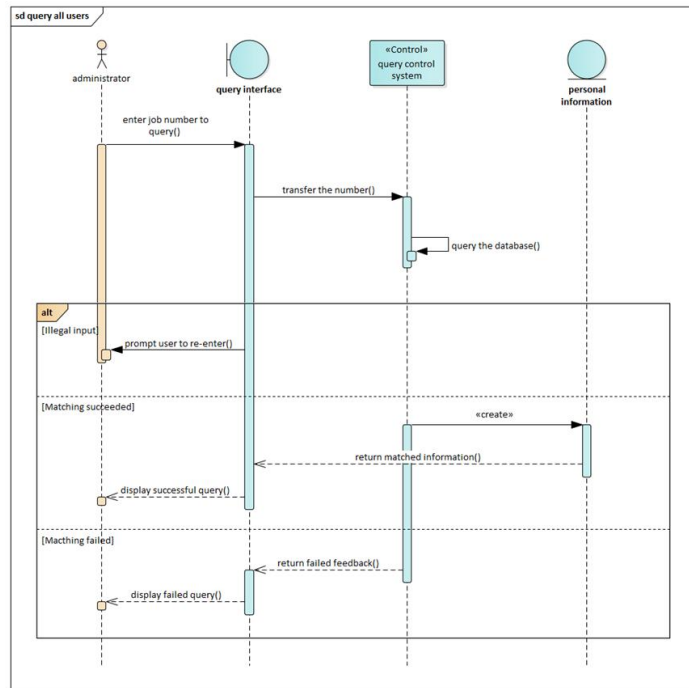 sd query all users
administrator
query interface
«Control»
query control
system
personal
information
enter job number to
query()
transfer the number()
query the database()
alt
[Illegal input]
prompt user to re-enter()
[Matching succeeded]
«create»
return matched information()
display successful query()
[Macthing failed]
return failed feedback()
display failed query()